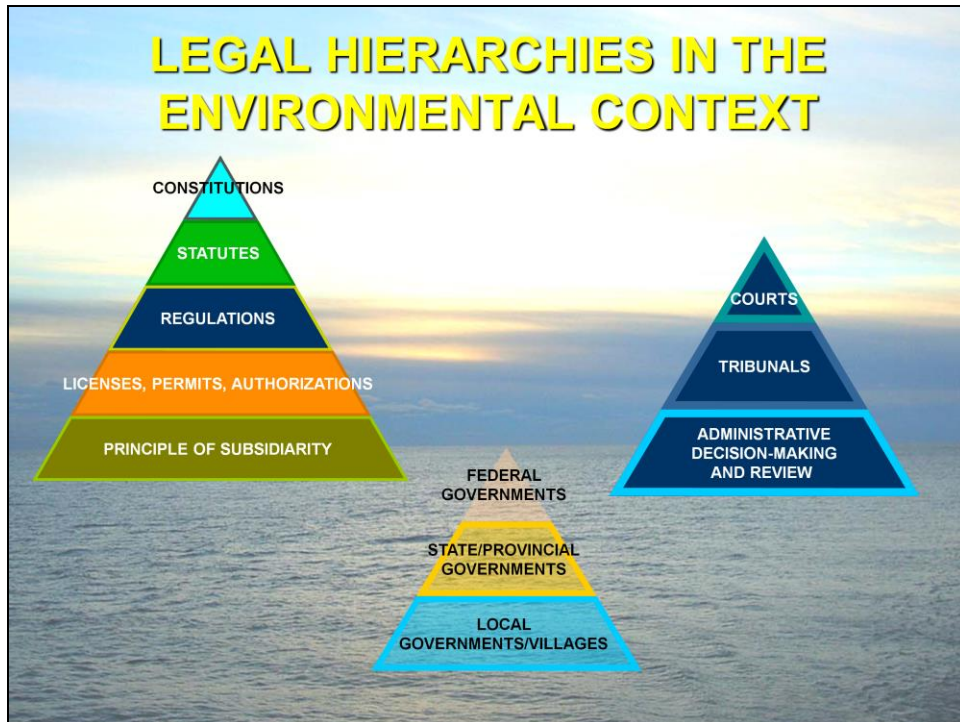 LEGAL HIERARCHIES IN THE
ENVIRONMENTAL CONTEXT
CONSTITUTIONS
STATUTES
REGULATIONS
LICENSES, PERMITS, AUTHORIZATIONS
PRINCIPLE OF SUBSIDIARITY
FEDERAL
GOVERNMENTS
STATE/PROVINCIAL
GOVERNMENTS
LOCAL
GOVERNMENTS/VILLAGES
COURTS
TRIBUNALS
ADMINISTRATIVE
DECISION-MAKING
AND REVIEW